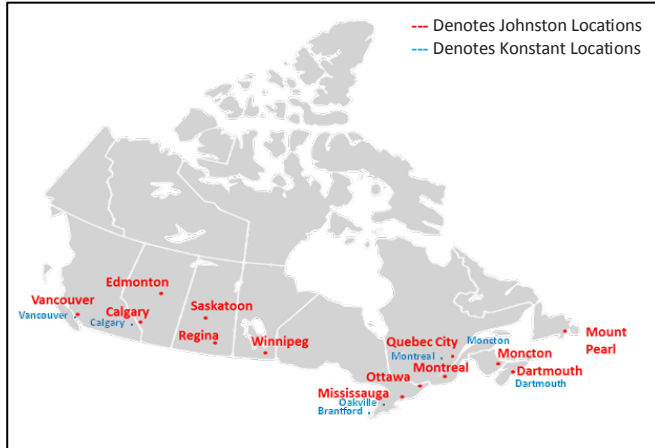 --- Denotes Johnston Locations
--- Denotes Konstant Locations
Edmonton
Vancouver
Vancouver
Calgary
Calgary
Saskatoon
Regina
Winnipeg
Quebec City
Montreal
Moncton
Mount
Pearl
Moncton
Montreal
Dartmouth
Dartmouth
Ottawa
Mississauga
Oakville
Brantford